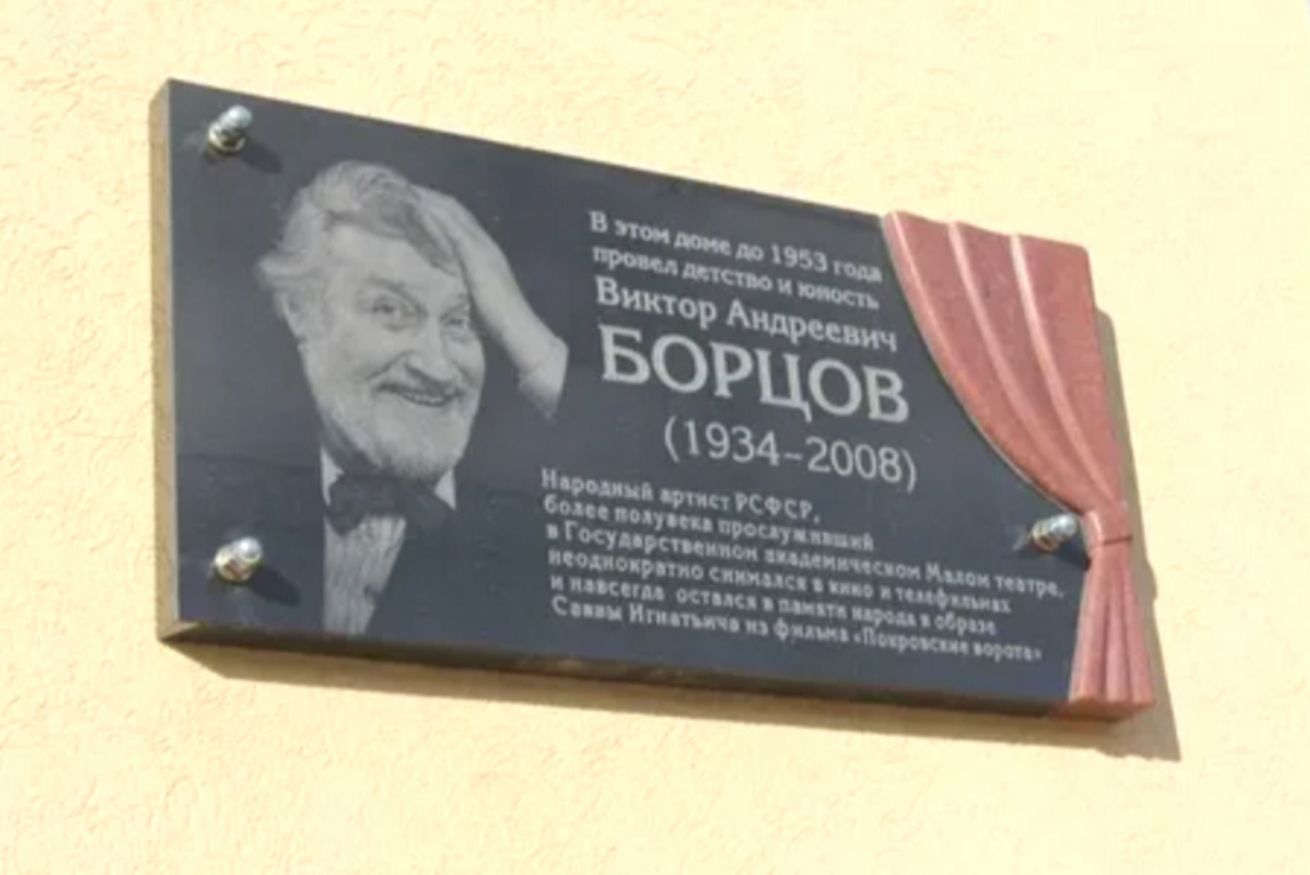 В этом доме до 1953 года
провел детство и юность
Виктор Андреевич
БОРЦОВ
(1934-2008)
Народный артист РСФСР,
более полувека прослуживший
в Государственном академическом Малом театре,
неоднократно снимался в кино и телефильмах
и навсегда остался в памяти народа в образе
Саввы Игнатьича из фильма «Покровские ворота»